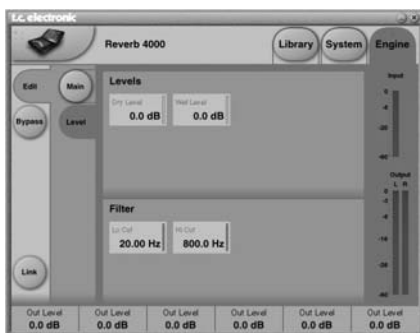 t.c. electronic
Reverb 4000
Library
System
Engine
Edit
Main
Bypass
Level
Link
Levels
Dry Level
Wet Level
0.0 dB
0.0 dB
Filter
Lo Cut
Hi Cut
20.00 Hz
800.0 Hz
Input
0
-20
-60
Output
L R
0
-60
Out Level
Out Level
Out Level
Out Level
Out Level
Out Level
0.0 dB
0.0 dB
0.0 dB
0.0 dB
0.0 dB
0.0 dB